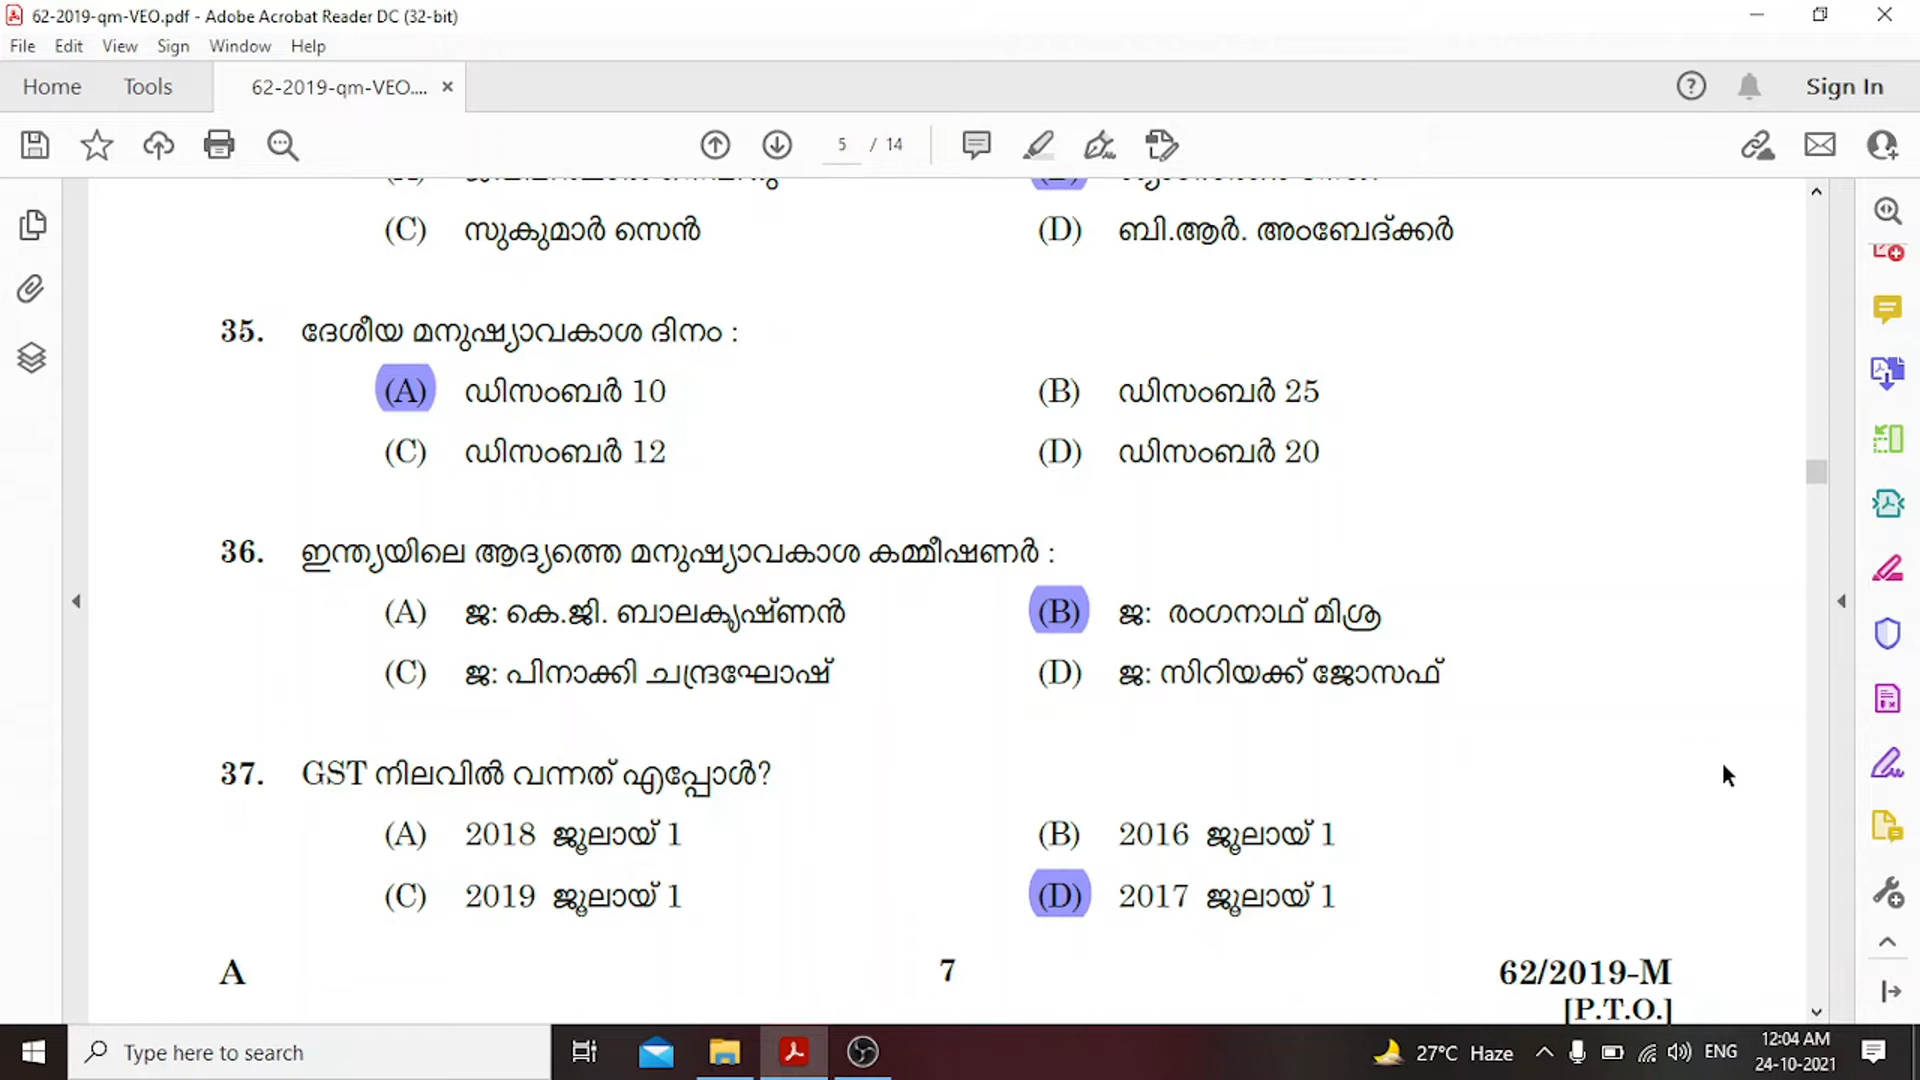 62-2019-qm-VEO.pdf - Adobe Acrobat Reader DC (32-bit)
File Edit View Sign Window Help
Home Tools 62-2019-qm-VEO.... × Sign In
5 / 14
(C) സുകുമാർ സെൻ (D) ബി.ആർ. അംബേദ്ക്കർ
35. ദേശീയ മനുഷ്യാവകാശ ദിനം :
(A) ഡിസംബർ 10 (B) ഡിസംബർ 25
(C) ഡിസംബർ 12 (D) ഡിസംബർ 20
36. ഇന്ത്യയിലെ ആദ്യത്തെ മനുഷ്യാവകാശ കമ്മീഷണർ :
(A) ജ: കെ.ജി. ബാലകൃഷ്ണൻ (B) ജ: രംഗനാഥ് മിശ്ര
(C) ജ: പിനാക്കി ചന്ദ്രഘോഷ് (D) ജ: സിറിയക്ക് ജോസഫ്
37. GST നിലവിൽ വന്നത് എപ്പോൾ?
(A) 2018 ജൂലായ് 1 (B) 2016 ജൂലായ് 1
(C) 2019 ജൂലായ് 1 (D) 2017 ജൂലായ് 1
A 7 62/2019-M
[P.T.O.]
Type here to search 27°C Haze ENG 12:04 AM
24-10-2021